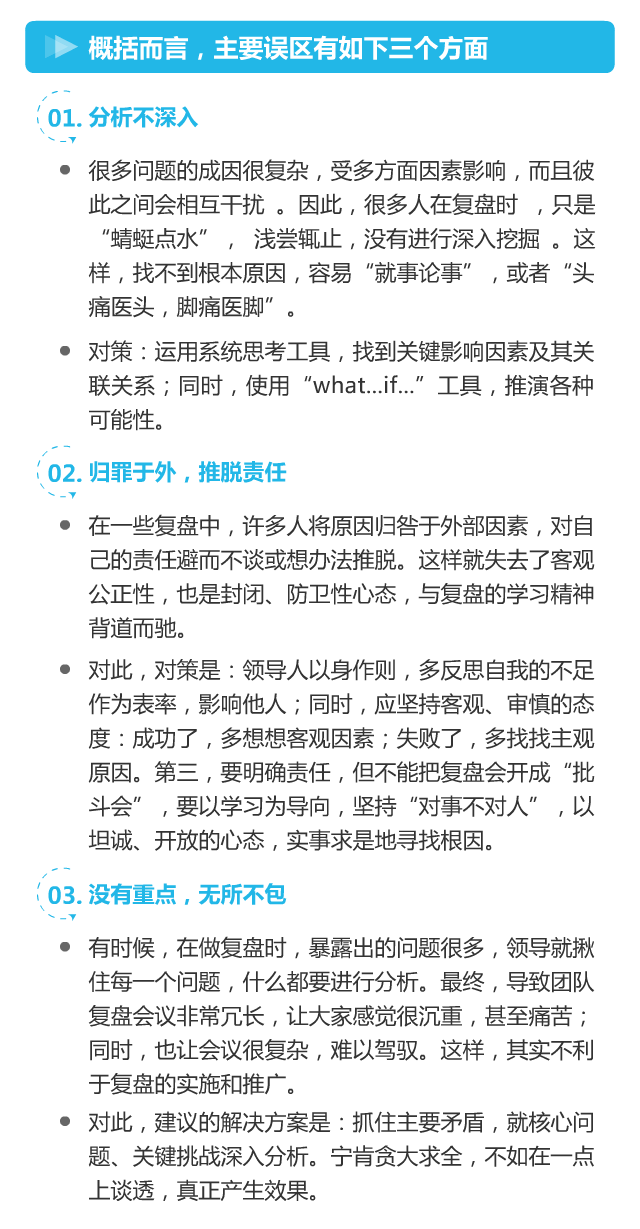 概括而言，主要误区有如下三个方面
01. 分析不深入
很多问题的成因很复杂，受多方面因素影响，而且彼
此之间会相互干扰 。因此，很多人在复盘时 ，只是
“蜻蜓点水”， 浅尝辄止，没有进行深入挖掘 。这
样，找不到根本原因，容易“就事论事”，或者“头
痛医头，脚痛医脚”。
对策：运用系统思考工具，找到关键影响因素及其关
联关系；同时，使用“what...if...”工具，推演各种
可能性。
02. 归罪于外，推脱责任
在一些复盘中，许多人将原因归咎于外部因素，对自
己的责任避而不谈或想办法推脱。这样就失去了客观
公正性，也是封闭、防卫性心态，与复盘的学习精神
背道而驰。
对此，对策是：领导人以身作则，多反思自我的不足
作为表率，影响他人；同时，应坚持客观、审慎的态
度：成功了，多想想客观因素；失败了，多找找主观
原因。第三，要明确责任，但不能把复盘会开成“批
斗会”，要以学习为导向，坚持“对事不对人”，以
坦诚、开放的心态，实事求是地寻找根因。
03. 没有重点，无所不包
有时候，在做复盘时，暴露出的问题很多，领导就揪
住每一个问题，什么都要进行分析。最终，导致团队
复盘会议非常冗长，让大家感觉很沉重，甚至痛苦；
同时，也让会议很复杂，难以驾驭。这样，其实不利
于复盘的实施和推广。
对此，建议的解决方案是：抓住主要矛盾，就核心问
题、关键挑战深入分析。宁肯贪大求全，不如在一点
上谈透，真正产生效果。